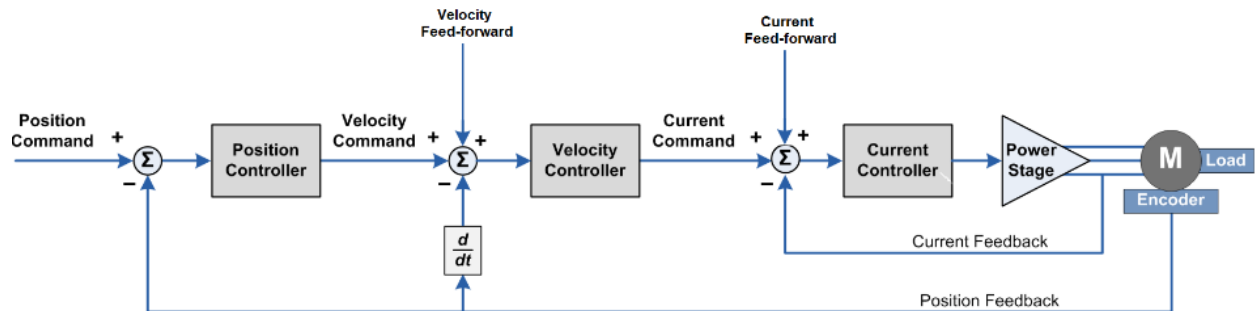 Velocity
Feed-forward
Current
Feed-forward
Position
Command
+
−
Σ
Position
Controller
Velocity
Command
+
+
−
Σ
Velocity
Controller
Current
Command
+
+
−
Σ
Current
Controller
Power
Stage
M
Load
Encoder
d
dt
Current Feedback
Position Feedback